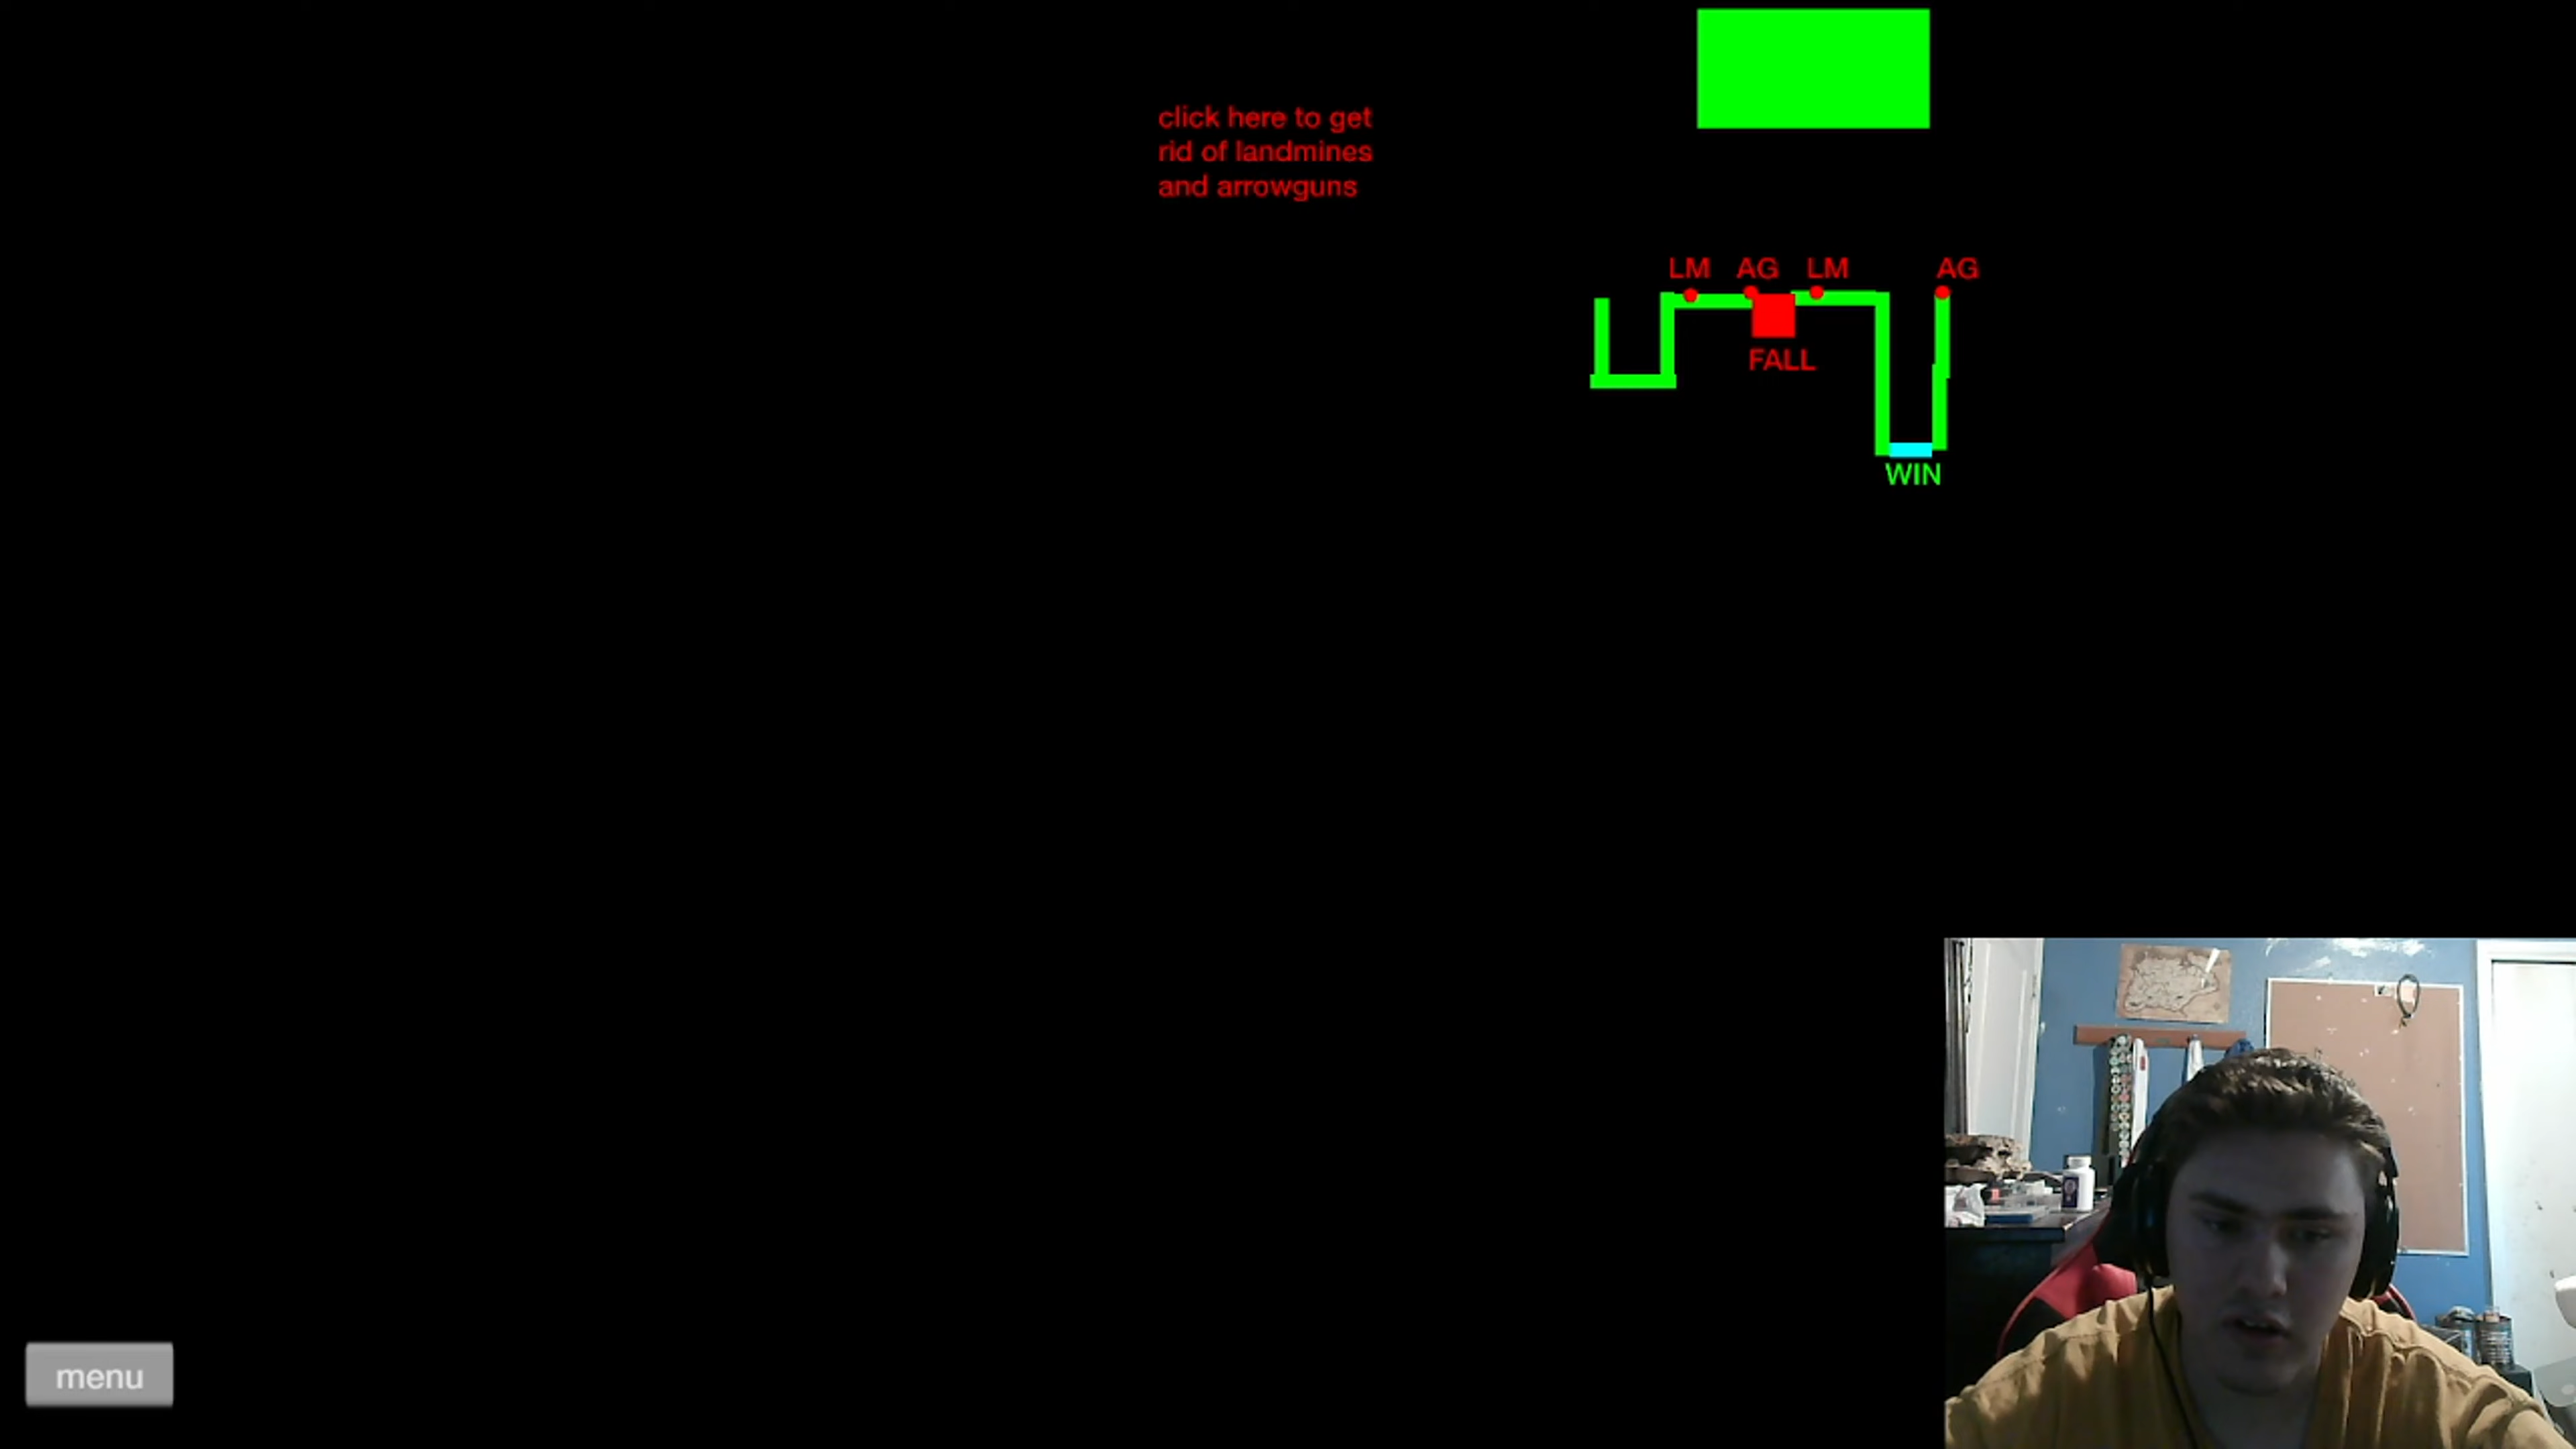 click here to get
rid of landmines
and arrowguns
LM AG LM AG
FALL
WIN
menu